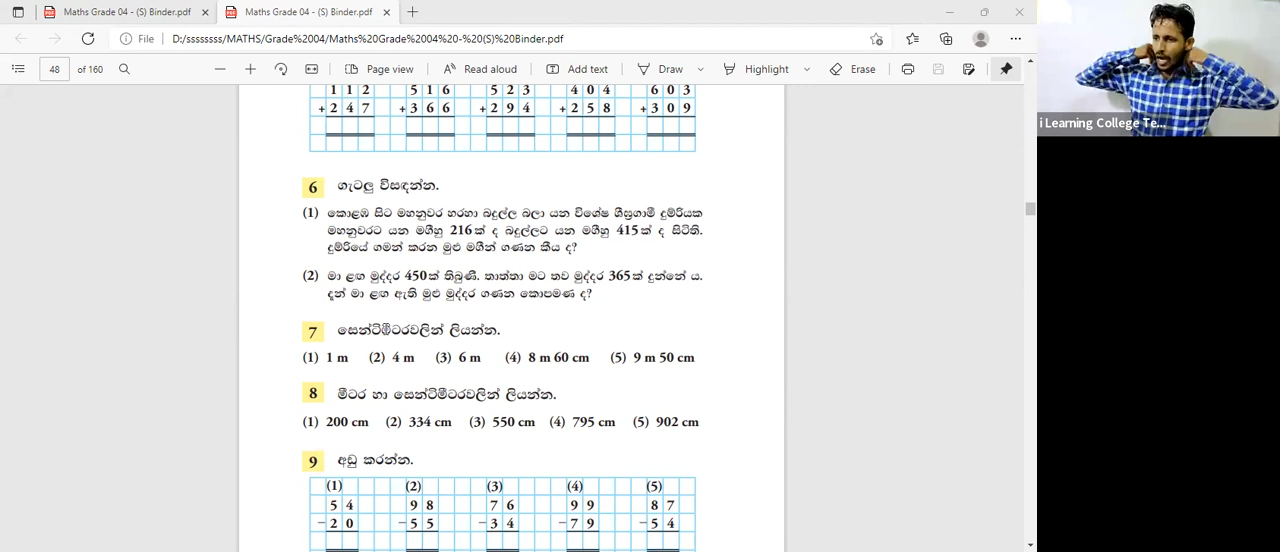 Maths Grade 04 - (S) Binder.pdf
Maths Grade 04 - (S) Binder.pdf
File D:/ssssssss/MATHS/Grade%2004/Maths%20Grade%2004%20-%20(S)%20Binder.pdf
48 of 160 Page view Read aloud Add text Draw Highlight Erase
1 1 2 5 1 6 5 2 3 4 0 4 6 0 3
+ 2 4 7 + 3 6 6 + 2 9 4 + 2 5 8 + 3 0 9
i Learning College Te...
6 ගැටලු විසඳන්න.
(1) කොළඹ සිට මහනුවර හරහා බදුල්ල බලා යන විශේෂ ශීඝ්‍රගාමී දුම්රියක
මහනුවරට යන මගීහු 216ක් ද බදුල්ලට යන මගීහු 415ක් ද සිටිති.
දුම්රියේ ගමන් කරන මුළු මගීන් ගණන කීය ද?
(2) මා ළඟ මුද්දර 450ක් තිබුණි. තාත්තා මට තව මුද්දර 365ක් දුන්නේ ය.
දැන් මා ළඟ ඇති මුළු මුද්දර ගණන කොපමණ ද?
7 සෙන්ටිමීටරවලින් ලියන්න.
(1) 1 m (2) 4 m (3) 6 m (4) 8 m 60 cm (5) 9 m 50 cm
8 මීටර හා සෙන්ටිමීටරවලින් ලියන්න.
(1) 200 cm (2) 334 cm (3) 550 cm (4) 795 cm (5) 902 cm
9 අඩු කරන්න.
(1) (2) (3) (4) (5)
5 4 9 8 7 6 9 9 8 7
− 2 0 − 5 5 − 3 4 − 7 9 − 5 4